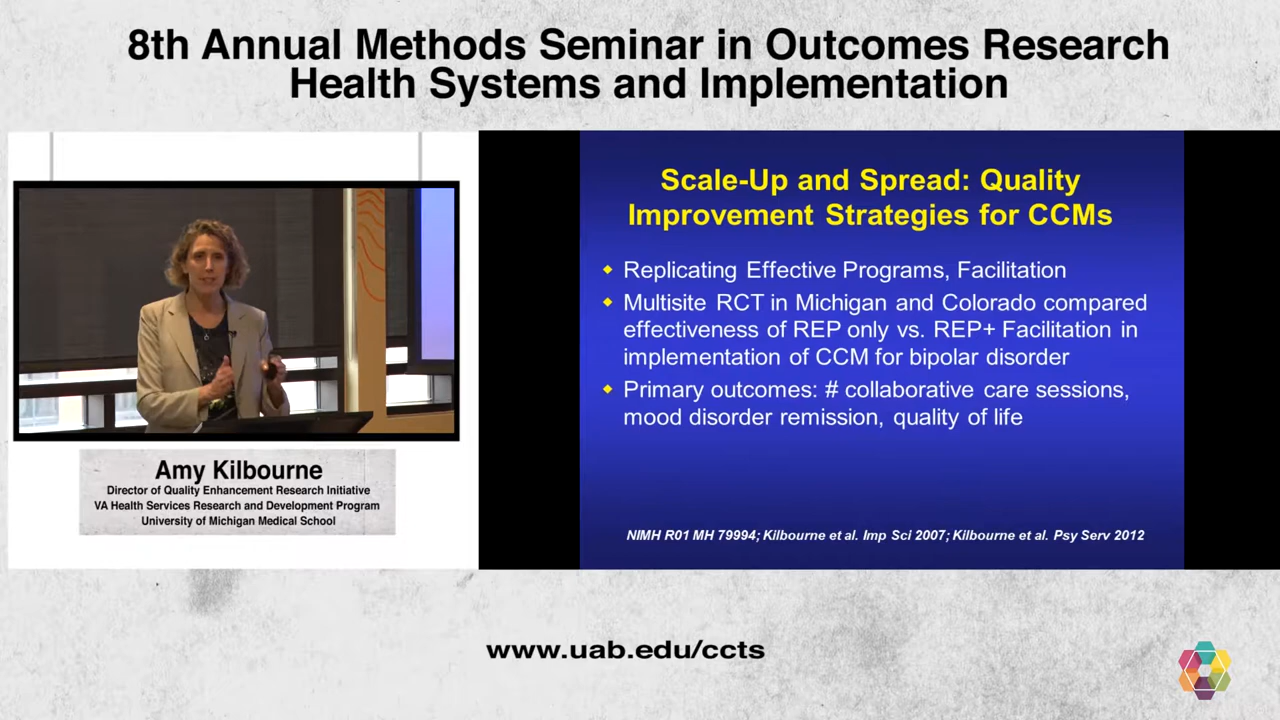 8th Annual Methods Seminar in Outcomes Research
Health Systems and Implementation
Scale-Up and Spread: Quality
Improvement Strategies for CCMs
Replicating Effective Programs, Facilitation
Multisite RCT in Michigan and Colorado compared
effectiveness of REP only vs. REP+ Facilitation in
implementation of CCM for bipolar disorder
Primary outcomes: # collaborative care sessions,
mood disorder remission, quality of life
NIMH R01 MH 79994; Kilbourne et al. Imp Sci 2007; Kilbourne et al. Psy Serv 2012
Amy Kilbourne
Director of Quality Enhancement Research Initiative
VA Health Services Research and Development Program
University of Michigan Medical School
www.uab.edu/ccts